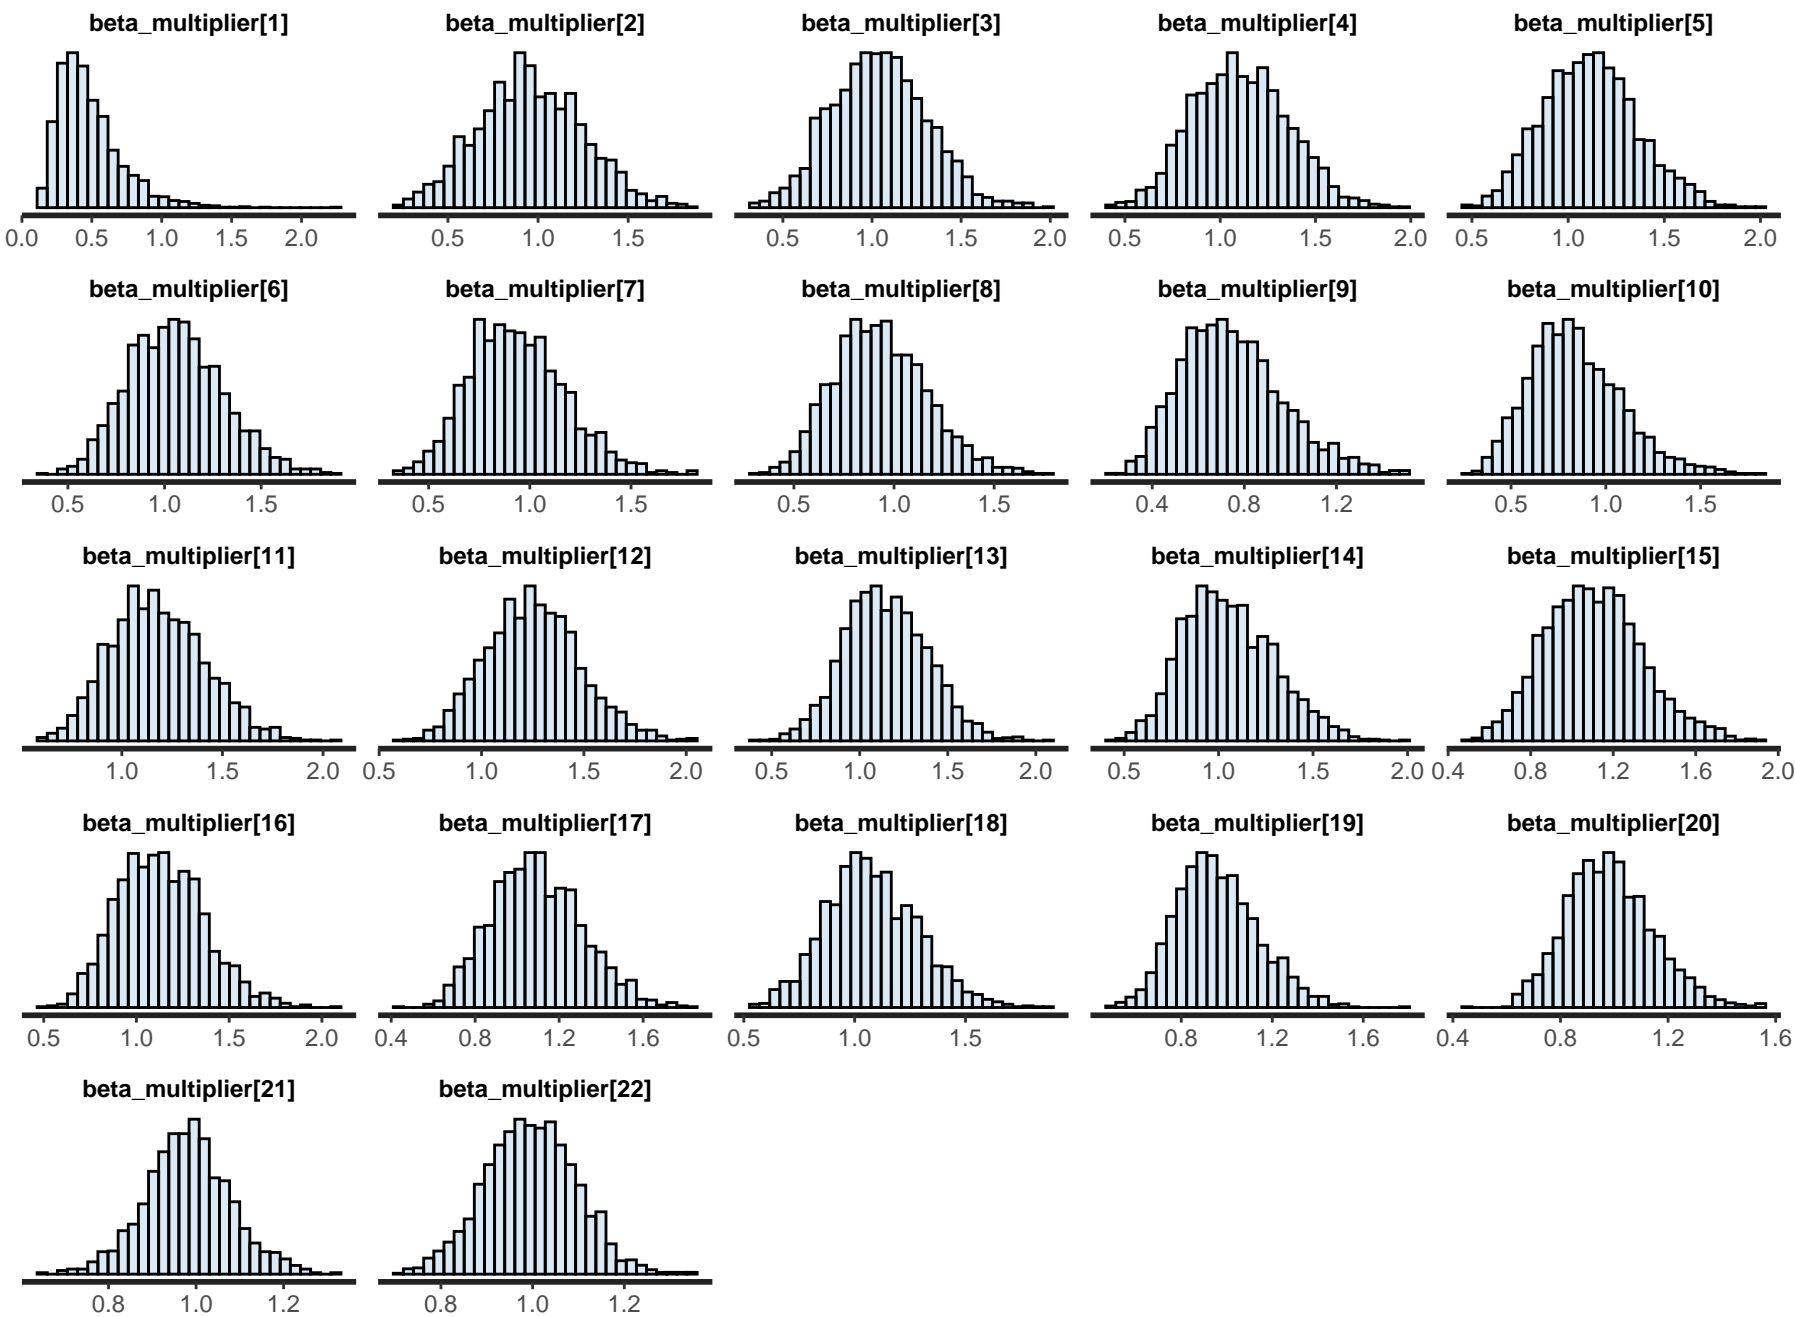 beta_multiplier[1] beta_multiplier[2] beta_multiplier[3] beta_multiplier[4] beta_multiplier[5]
0.0 0.5 1.0 1.5 2.0 0.5 1.0 1.5 0.5 1.0 1.5 2.0 0.5 1.0 1.5 2.0 0.5 1.0 1.5 2.0
beta_multiplier[6] beta_multiplier[7] beta_multiplier[8] beta_multiplier[9] beta_multiplier[10]
0.5 1.0 1.5 0.5 1.0 1.5 0.5 1.0 1.5 0.4 0.8 1.2 0.5 1.0 1.5
beta_multiplier[11] beta_multiplier[12] beta_multiplier[13] beta_multiplier[14] beta_multiplier[15]
1.0 1.5 2.0 0.5 1.0 1.5 2.0 0.5 1.0 1.5 2.0 0.5 1.0 1.5 2.0 0.4 0.8 1.2 1.6 2.0
beta_multiplier[16] beta_multiplier[17] beta_multiplier[18] beta_multiplier[19] beta_multiplier[20]
0.5 1.0 1.5 2.0 0.4 0.8 1.2 1.6 0.5 1.0 1.5 0.8 1.2 1.6 0.4 0.8 1.2 1.6
beta_multiplier[21] beta_multiplier[22]
0.8 1.0 1.2 0.8 1.0 1.2